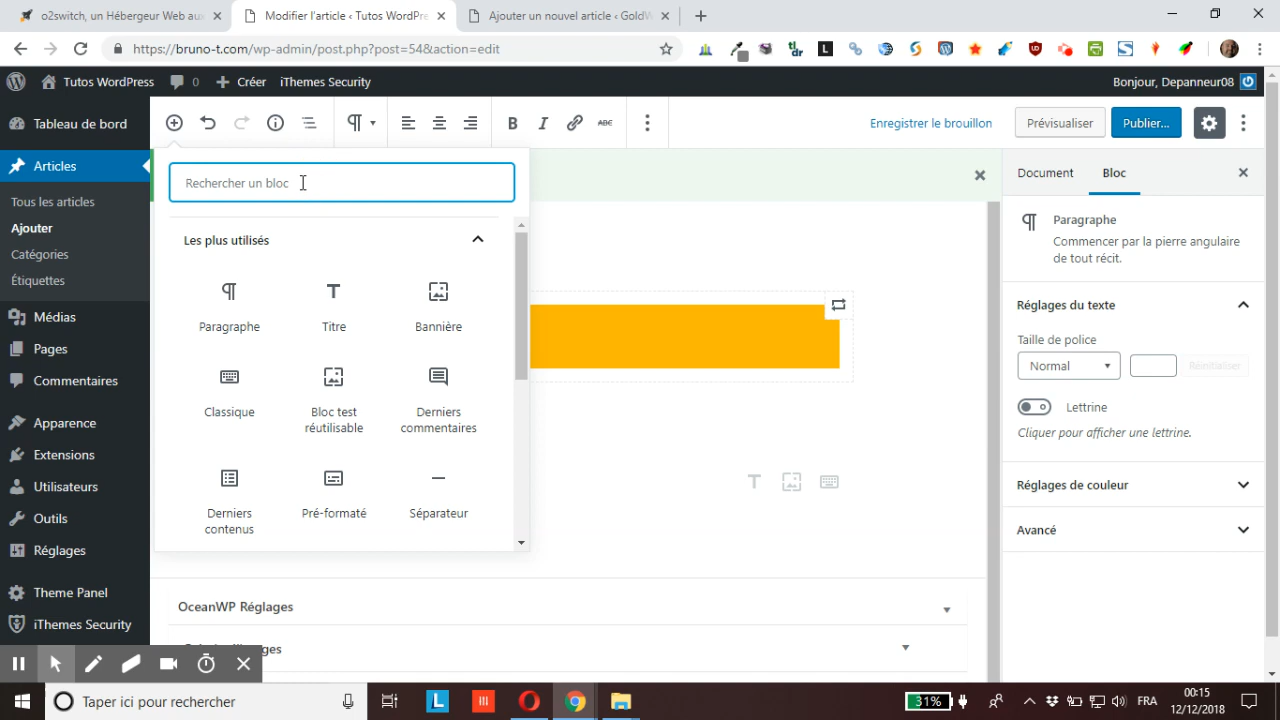 o2switch, un Hébergeur Web aux
Modifier l'article ‹ Tutos WordPre
Ajouter un nouvel article ‹ GoldW
https://bruno-t.com/wp-admin/post.php?post=54&action=edit
tl;dr
L
S
Tutos WordPress
0
Créer
iThemes Security
Bonjour, Depanneur08
Tableau de bord
B
I
ABC
Enregistrer le brouillon
Prévisualiser
Publier...
Articles
Tous les articles
Ajouter
Catégories
Étiquettes
Médias
Pages
Commentaires
Apparence
Extensions
Utilisateurs
Outils
Réglages
Theme Panel
iThemes Security
Rechercher un bloc
Les plus utilisés
Paragraphe
Titre
Bannière
Classique
Bloc test
réutilisable
Derniers
commentaires
Derniers
contenus
Pré-formaté
Séparateur
OceanWP Réglages
Document
Bloc
Paragraphe
Commencer par la pierre angulaire
de tout récit.
Réglages du texte
Taille de police
Normal
Réinitialiser
Lettrine
Cliquer pour afficher une lettrine.
Réglages de couleur
Avancé
Taper ici pour rechercher
L
31%
FRA
00:15
12/12/2018